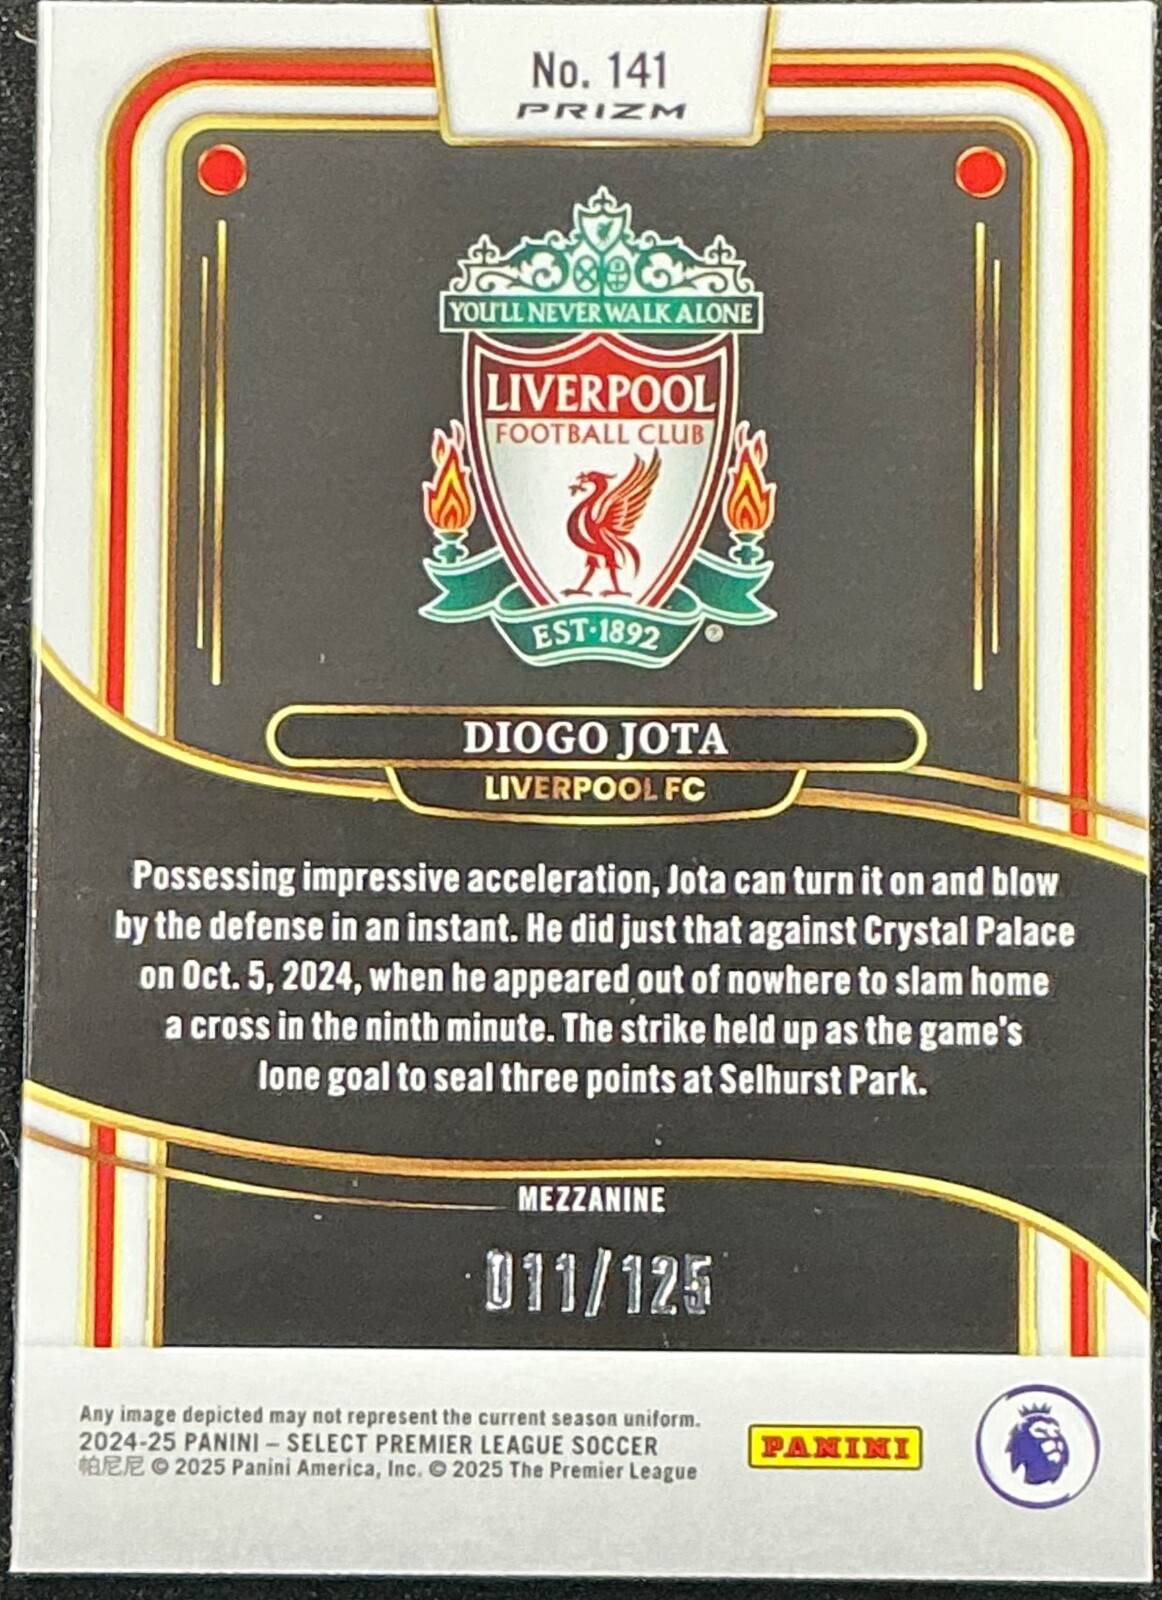 No. 141
PRIZM
YOU'LL NEVER WALK ALONE
LIVERPOOL
FOOTBALL CLUB
EST·1892
®
DIOGO JOTA
LIVERPOOL FC
Possessing impressive acceleration, Jota can turn it on and blow
by the defense in an instant. He did just that against Crystal Palace
on Oct. 5, 2024, when he appeared out of nowhere to slam home
a cross in the ninth minute. The strike held up as the game's
lone goal to seal three points at Selhurst Park.
MEZZANINE
011/125
Any image depicted may not represent the current season uniform.
2024-25 PANINI – SELECT PREMIER LEAGUE SOCCER
帕尼尼 © 2025 Panini America, Inc. © 2025 The Premier League
PANINI